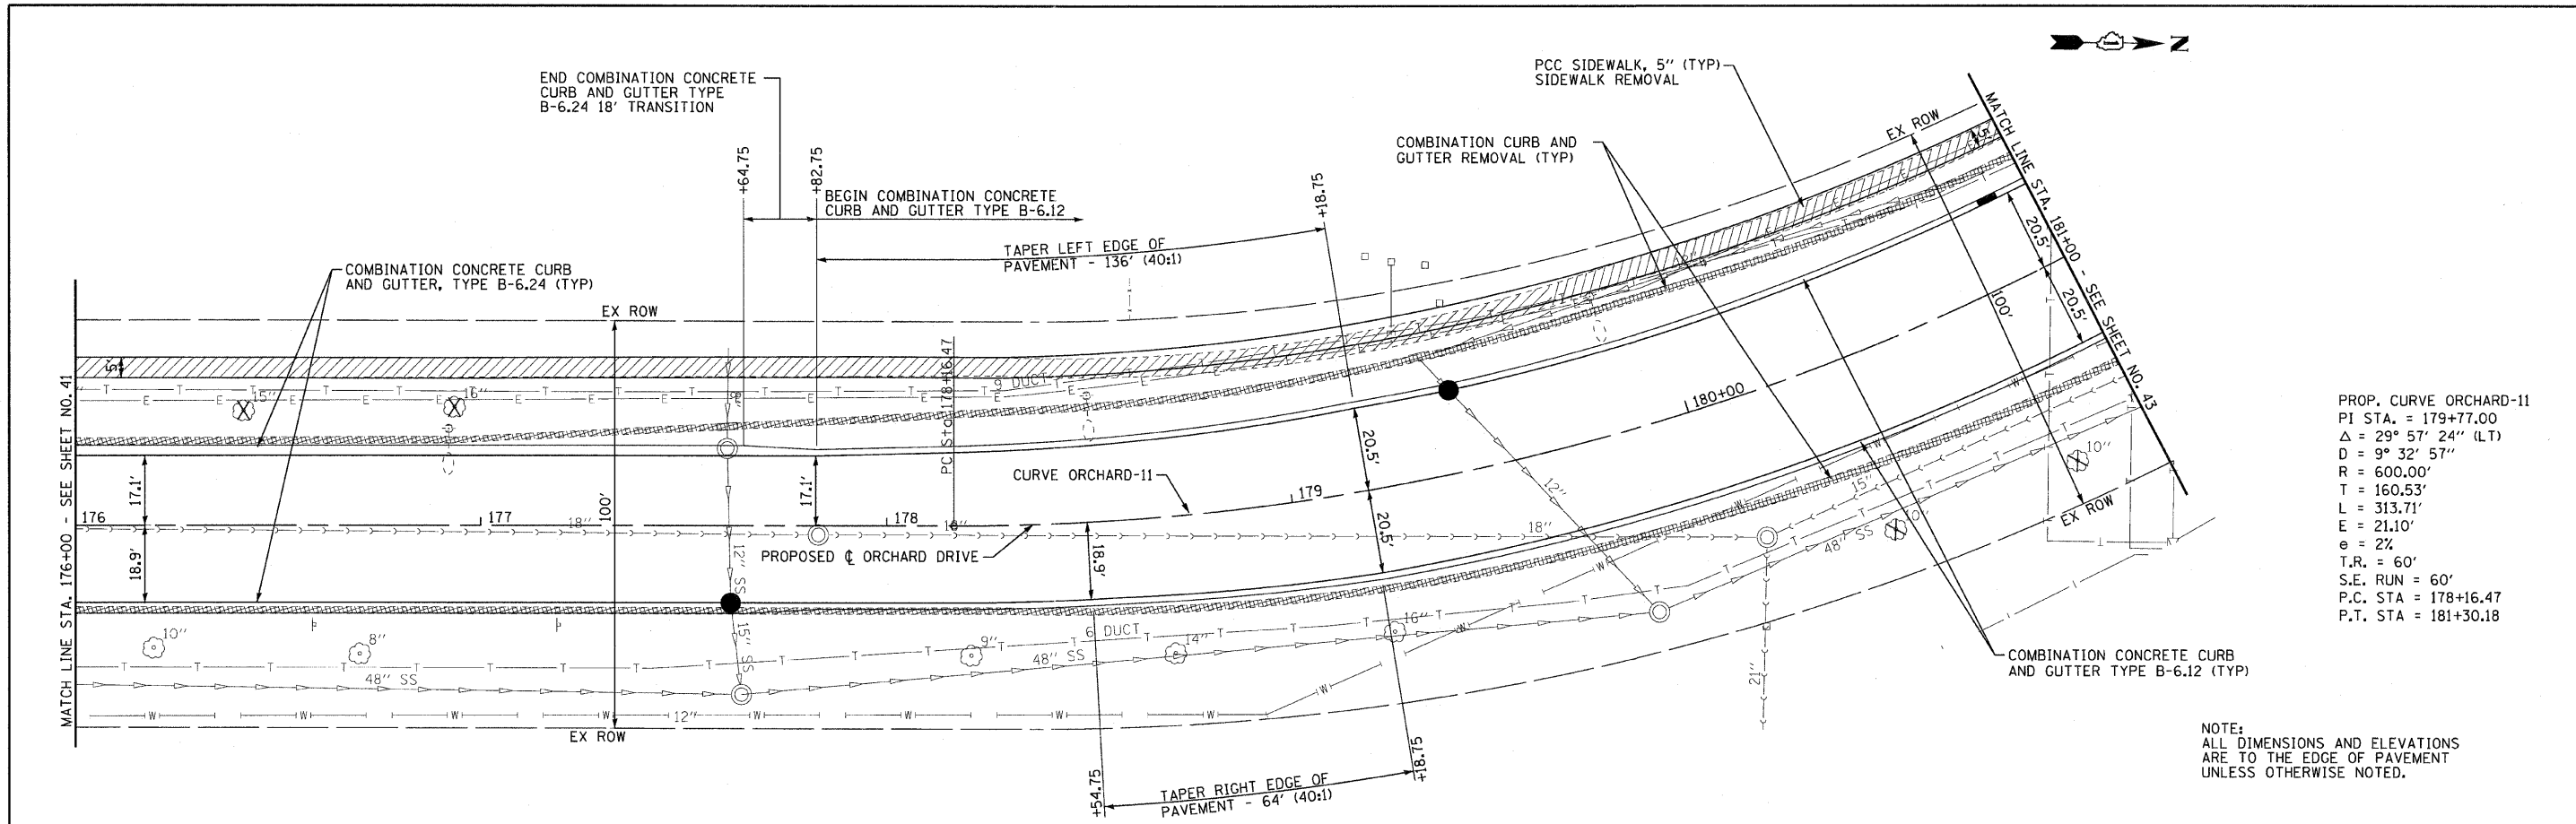 N
END COMBINATION CONCRETE
CURB AND GUTTER TYPE
B-6.24 18' TRANSITION
PCC SIDEWALK, 5" (TYP)
SIDEWALK REMOVAL
COMBINATION CURB AND
GUTTER REMOVAL (TYP)
+64.75
+82.75
BEGIN COMBINATION CONCRETE
CURB AND GUTTER TYPE B-6.12
+18.75
EX ROW
5'
MATCH LINE STA. 181+00 - SEE SHEET NO. 43
TAPER LEFT EDGE OF
PAVEMENT - 136' (40:1)
COMBINATION CONCRETE CURB
AND GUTTER, TYPE B-6.24 (TYP)
EX ROW
20.5'
20.5'
100'
5'
MATCH LINE STA. 176+00 - SEE SHEET NO. 41
T T T T T T
E E E E E E
9 DUCT
15"
16"
PC Sta 178+16.47
180+00
17.1'
100'
17.1'
20.5'
20.5'
CURVE ORCHARD-11
12"
176
177
178
179
18"
18"
18"
15"
10"
10"
EX ROW
18.9'
12" SS
PROPOSED ℄ ORCHARD DRIVE
18.9'
48" SS
10"
8"
15" SS
9"
6 DUCT
14"
16"
48" SS
48" SS
21"
W W W W 12" W W W W
EX ROW
+54.75
+18.75
TAPER RIGHT EDGE OF
PAVEMENT - 64' (40:1)
COMBINATION CONCRETE CURB
AND GUTTER TYPE B-6.12 (TYP)
PROP. CURVE ORCHARD-11
PI STA. = 179+77.00
Δ = 29° 57' 24" (LT)
D = 9° 32' 57"
R = 600.00'
T = 160.53'
L = 313.71'
E = 21.10'
e = 2%
T.R. = 60'
S.E. RUN = 60'
P.C. STA = 178+16.47
P.T. STA = 181+30.18
NOTE:
ALL DIMENSIONS AND ELEVATIONS
ARE TO THE EDGE OF PAVEMENT
UNLESS OTHERWISE NOTED.